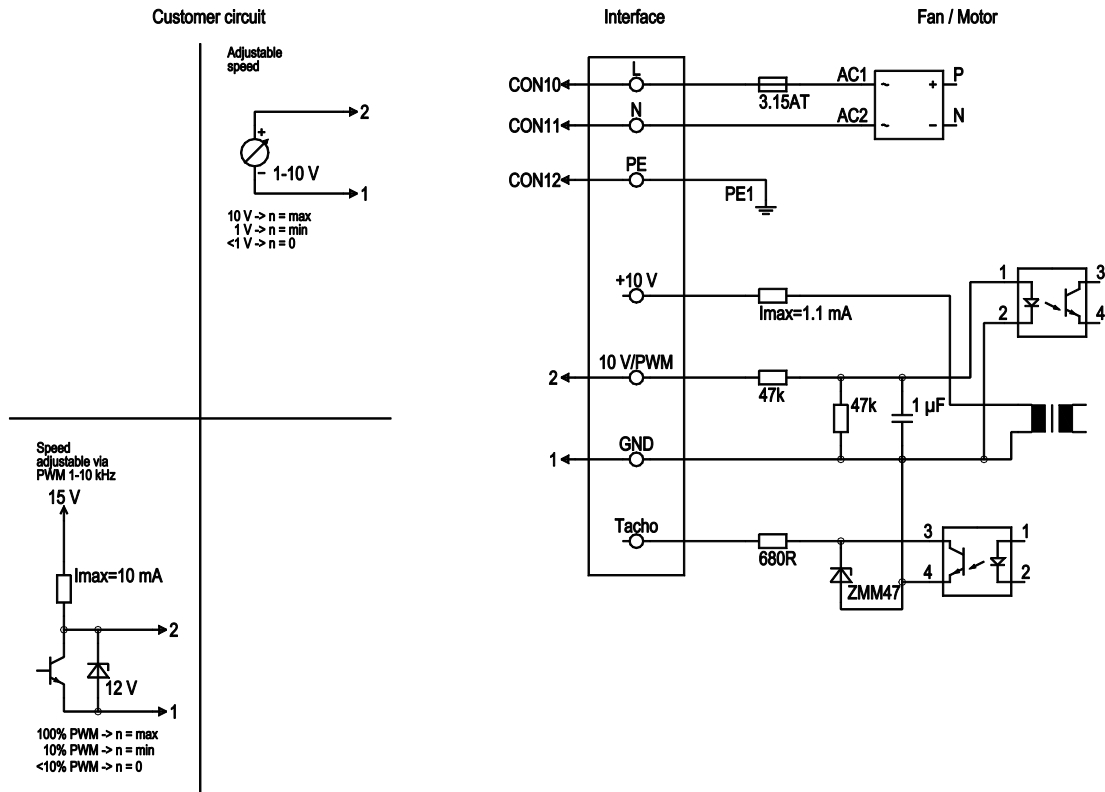 Customer circuit
Interface
Fan / Motor
Adjustable
speed
2
+
− 1-10 V
1
10 V -> n = max
1 V -> n = min
<1 V -> n = 0
Speed
adjustable via
PWM 1-10 kHz
15 V
Imax=10 mA
2
12 V
1
100% PWM -> n = max
10% PWM -> n = min
<10% PWM -> n = 0
L
CON10
3.15AT
AC1
~ +
P
N
CON11
AC2
~ −
N
PE
CON12
PE1
+10 V
Imax=1.1 mA
1
3
2
4
10 V/PWM
2
47k
47k
1 µF
GND
1
Tacho
680R
ZMM47
3
1
4
2